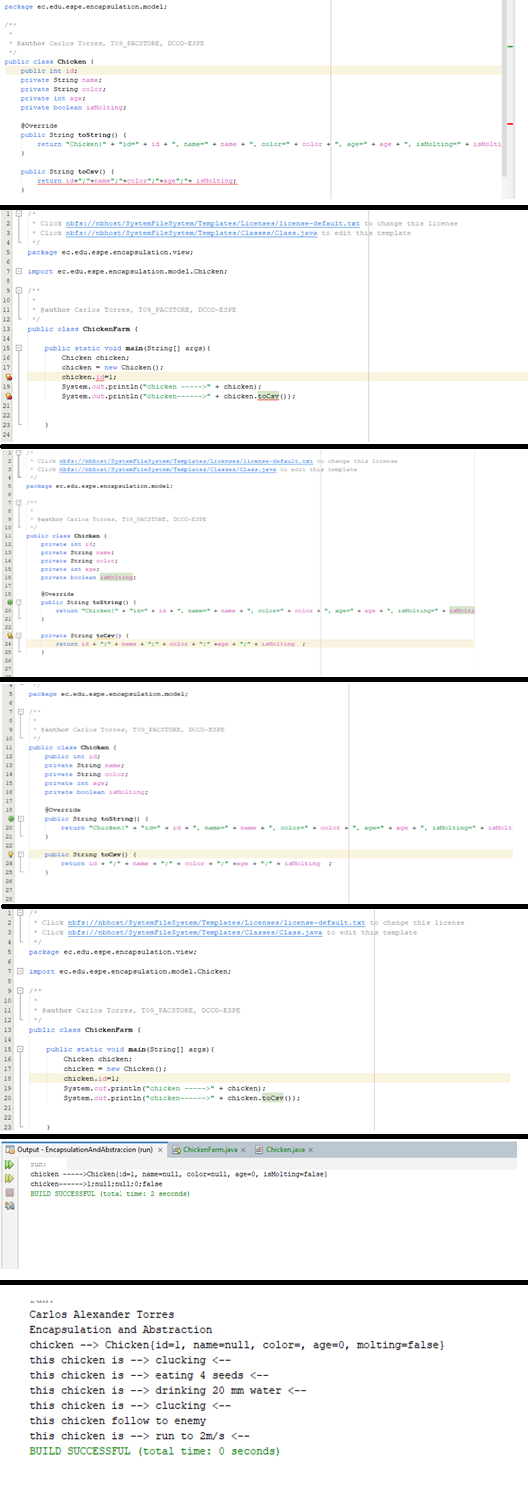 package ec.edu.espe.encapsulation.model;
/**
*
* @author Carlos Torres, T09_PACSTORE, DCCO-ESPE
*/
public class Chicken {
public int id;
private String name;
private String color;
private int age;
private boolean isMolting;
@Override
public String toString() {
return "Chicken{" + "id=" + id + ", name=" + name + ", color=" + color + ", age=" + age + ", isMolting=" + isMolti
}
public String toCsv() {
return id+";"+name";"+color";"+age";"+ isMolting;
}
1 /*
2 * Click nbfs://nbhost/SystemFileSystem/Templates/Licenses/license-default.txt to change this license
3 * Click nbfs://nbhost/SystemFileSystem/Templates/Classes/Class.java to edit this template
4 */
5 package ec.edu.espe.encapsulation.view;
6
7 import ec.edu.espe.encapsulation.model.Chicken;
8
9 /**
10 *
11 * @author Carlos Torres, T09_PACSTORE, DCCO-ESPE
12 */
13 public class ChickenFarm {
14
15 public static void main(String[] args){
16 Chicken chicken;
17 chicken = new Chicken();
chicken.id=1;
19 System.out.println("chicken ----->" + chicken);
System.out.println("chicken------>" + chicken.toCsv());
21
22
23 }
24
1 /*
2 * Click nbfs://nbhost/SystemFileSystem/Templates/Licenses/license-default.txt to change this license
3 * Click nbfs://nbhost/SystemFileSystem/Templates/Classes/Class.java to edit this template
4 */
5 package ec.edu.espe.encapsulation.model;
6
7 /**
8 *
9 * @author Carlos Torres, T09_PACSTORE, DCCO-ESPE
10 */
11 public class Chicken {
12 private int id;
13 private String name;
14 private String color;
15 private int age;
16 private boolean isMolting;
17
18 @Override
public String toString() {
20 return "Chicken{" + "id=" + id + ", name=" + name + ", color=" + color + ", age=" + age + ", isMolting=" + isMolti
21 }
22
private String toCsv() {
24 return id + ";" + name + ";" + color + ";" +age + ";" + isMolting ;
25 }
26
27
4 */
5 package ec.edu.espe.encapsulation.model;
6
7 /**
8 *
9 * @author Carlos Torres, T09_PACSTORE, DCCO-ESPE
10 */
11 public class Chicken {
12 public int id;
13 private String name;
14 private String color;
15 private int age;
16 private boolean isMolting;
17
18 @Override
public String toString() {
20 return "Chicken{" + "id=" + id + ", name=" + name + ", color=" + color + ", age=" + age + ", isMolting=" + isMolt
21 }
22
public String toCsv() {
24 return id + ";" + name + ";" + color + ";" +age + ";" + isMolting ;
25 }
26
27
28
1 /*
2 * Click nbfs://nbhost/SystemFileSystem/Templates/Licenses/license-default.txt to change this license
3 * Click nbfs://nbhost/SystemFileSystem/Templates/Classes/Class.java to edit this template
4 */
5 package ec.edu.espe.encapsulation.view;
6
7 import ec.edu.espe.encapsulation.model.Chicken;
8
9 /**
10 *
11 * @author Carlos Torres, T09_PACSTORE, DCCO-ESPE
12 */
13 public class ChickenFarm {
14
15 public static void main(String[] args){
16 Chicken chicken;
17 chicken = new Chicken();
18 chicken.id=1;
19 System.out.println("chicken ----->" + chicken);
20 System.out.println("chicken------>" + chicken.toCsv());
21
22
23 }
Output - EncapsulationAndAbstraccion (run) × ChickenFarm.java × Chicken.java ×
run:
chicken ----->Chicken{id=1, name=null, color=null, age=0, isMolting=false}
chicken------>1;null;null;0;false
BUILD SUCCESSFUL (total time: 2 seconds)
Carlos Alexander Torres
Encapsulation and Abstraction
chicken --> Chicken{id=1, name=null, color=, age=0, molting=false}
this chicken is --> clucking <--
this chicken is --> eating 4 seeds <--
this chicken is --> drinking 20 mm water <--
this chicken is --> clucking <--
this chicken follow to enemy
this chicken is --> run to 2m/s <--
BUILD SUCCESSFUL (total time: 0 seconds)